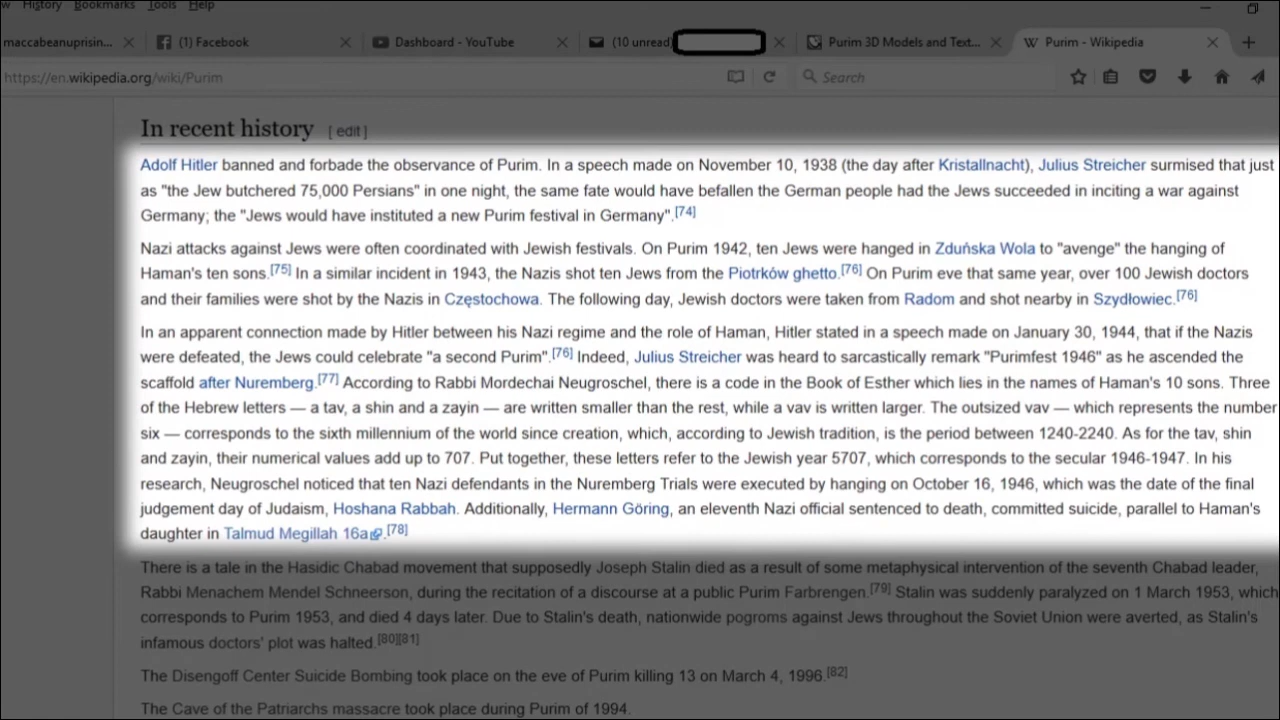 w History Bookmarks Tools Help
maccabeanuprisin... (1) Facebook Dashboard - YouTube (10 unread) Purim 3D Models and Text... Purim - Wikipedia
https://en.wikipedia.org/wiki/Purim Search
In recent history [ edit ]
Adolf Hitler banned and forbade the observance of Purim. In a speech made on November 10, 1938 (the day after Kristallnacht), Julius Streicher surmised that just
as "the Jew butchered 75,000 Persians" in one night, the same fate would have befallen the German people had the Jews succeeded in inciting a war against
Germany; the "Jews would have instituted a new Purim festival in Germany".[74]
Nazi attacks against Jews were often coordinated with Jewish festivals. On Purim 1942, ten Jews were hanged in Zduńska Wola to "avenge" the hanging of
Haman's ten sons.[75] In a similar incident in 1943, the Nazis shot ten Jews from the Piotrków ghetto.[76] On Purim eve that same year, over 100 Jewish doctors
and their families were shot by the Nazis in Częstochowa. The following day, Jewish doctors were taken from Radom and shot nearby in Szydłowiec.[76]
In an apparent connection made by Hitler between his Nazi regime and the role of Haman, Hitler stated in a speech made on January 30, 1944, that if the Nazis
were defeated, the Jews could celebrate "a second Purim".[76] Indeed, Julius Streicher was heard to sarcastically remark "Purimfest 1946" as he ascended the
scaffold after Nuremberg.[77] According to Rabbi Mordechai Neugroschel, there is a code in the Book of Esther which lies in the names of Haman's 10 sons. Three
of the Hebrew letters — a tav, a shin and a zayin — are written smaller than the rest, while a vav is written larger. The outsized vav — which represents the number
six — corresponds to the sixth millennium of the world since creation, which, according to Jewish tradition, is the period between 1240-2240. As for the tav, shin
and zayin, their numerical values add up to 707. Put together, these letters refer to the Jewish year 5707, which corresponds to the secular 1946-1947. In his
research, Neugroschel noticed that ten Nazi defendants in the Nuremberg Trials were executed by hanging on October 16, 1946, which was the date of the final
judgement day of Judaism, Hoshana Rabbah. Additionally, Hermann Göring, an eleventh Nazi official sentenced to death, committed suicide, parallel to Haman's
daughter in Talmud Megillah 16a.[78]
There is a tale in the Hasidic Chabad movement that supposedly Joseph Stalin died as a result of some metaphysical intervention of the seventh Chabad leader,
Rabbi Menachem Mendel Schneerson, during the recitation of a discourse at a public Purim Farbrengen.[79] Stalin was suddenly paralyzed on 1 March 1953, which
corresponds to Purim 1953, and died 4 days later. Due to Stalin's death, nationwide pogroms against Jews throughout the Soviet Union were averted, as Stalin's
infamous doctors' plot was halted.[80][81]
The Dizengoff Center Suicide Bombing took place on the eve of Purim killing 13 on March 4, 1996.[82]
The Cave of the Patriarchs massacre took place during Purim of 1994.